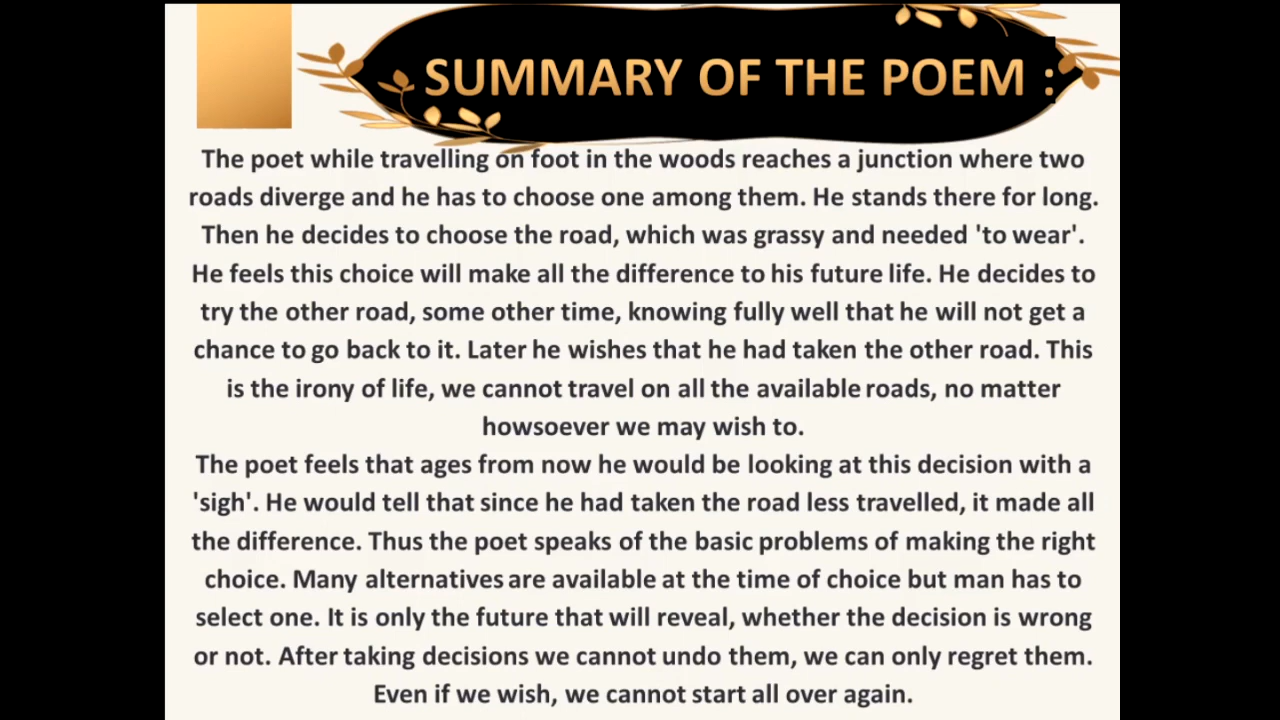 SUMMARY OF THE POEM :
The poet while travelling on foot in the woods reaches a junction where two
roads diverge and he has to choose one among them. He stands there for long.
Then he decides to choose the road, which was grassy and needed 'to wear'.
He feels this choice will make all the difference to his future life. He decides to
try the other road, some other time, knowing fully well that he will not get a
chance to go back to it. Later he wishes that he had taken the other road. This
is the irony of life, we cannot travel on all the available roads, no matter
howsoever we may wish to.
The poet feels that ages from now he would be looking at this decision with a
'sigh'. He would tell that since he had taken the road less travelled, it made all
the difference. Thus the poet speaks of the basic problems of making the right
choice. Many alternatives are available at the time of choice but man has to
select one. It is only the future that will reveal, whether the decision is wrong
or not. After taking decisions we cannot undo them, we can only regret them.
Even if we wish, we cannot start all over again.